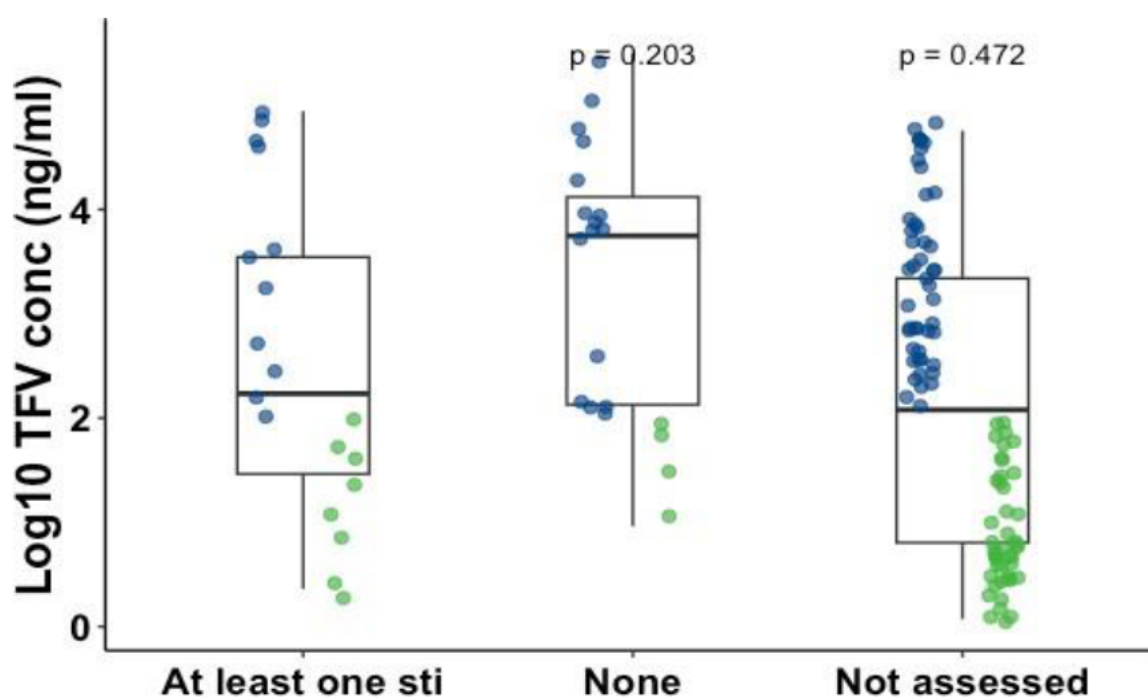 Log10 TFV conc (ng/ml)
p = 0.203
p = 0.472
4
2
0
At least one sti
None
Not assessed